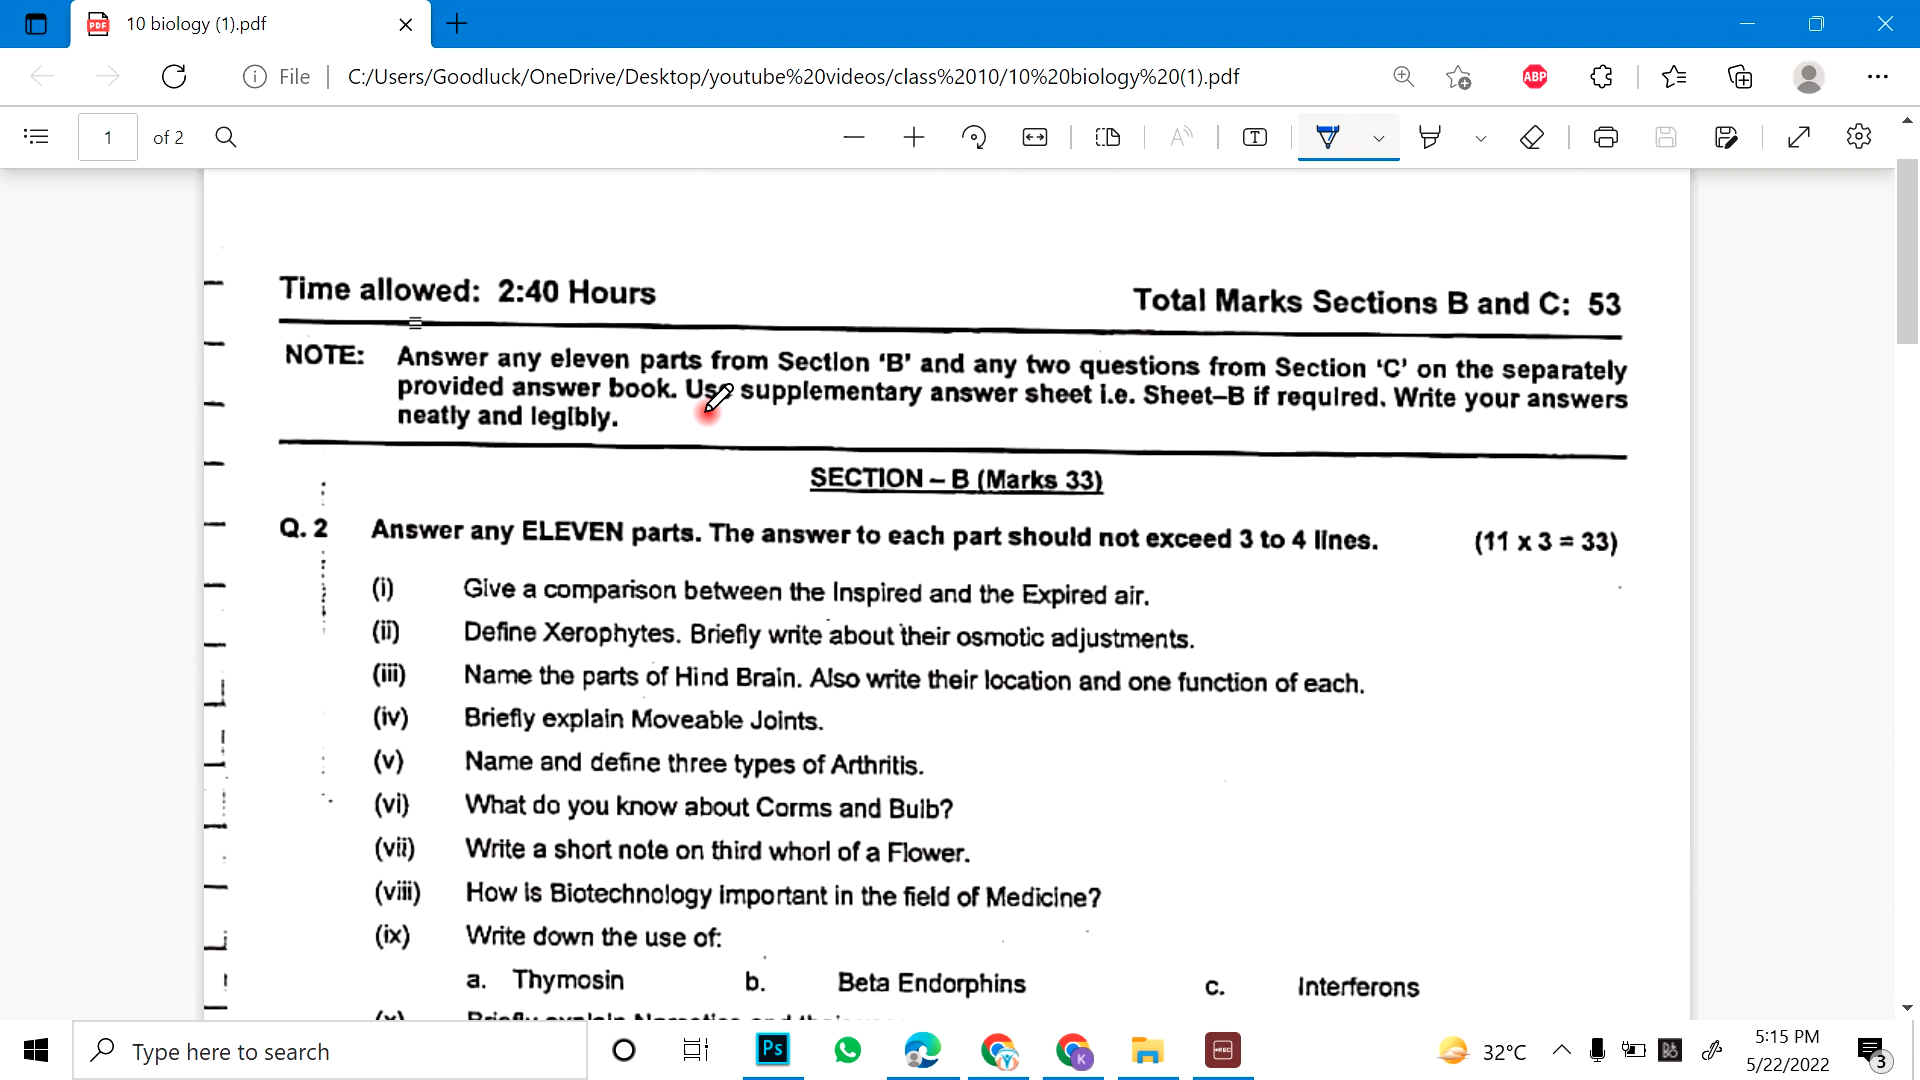 10 biology (1).pdf
File
C:/Users/Goodluck/OneDrive/Desktop/youtube%20videos/class%2010/10%20biology%20(1).pdf
ABP
1 of 2
Time allowed: 2:40 Hours
Total Marks Sections B and C: 53
NOTE: Answer any eleven parts from Section 'B' and any two questions from Section 'C' on the separately
provided answer book. Use supplementary answer sheet i.e. Sheet–B if required. Write your answers
neatly and legibly.
SECTION – B (Marks 33)
Q. 2 Answer any ELEVEN parts. The answer to each part should not exceed 3 to 4 lines. (11 x 3 = 33)
(i) Give a comparison between the Inspired and the Expired air.
(ii) Define Xerophytes. Briefly write about their osmotic adjustments.
(iii) Name the parts of Hind Brain. Also write their location and one function of each.
(iv) Briefly explain Moveable Joints.
(v) Name and define three types of Arthritis.
(vi) What do you know about Corms and Bulb?
(vii) Write a short note on third whorl of a Flower.
(viii) How is Biotechnology important in the field of Medicine?
(ix) Write down the use of:
a. Thymosin b. Beta Endorphins c. Interferons
Type here to search
Ps
K
REC
32°C
5:15 PM
5/22/2022
3